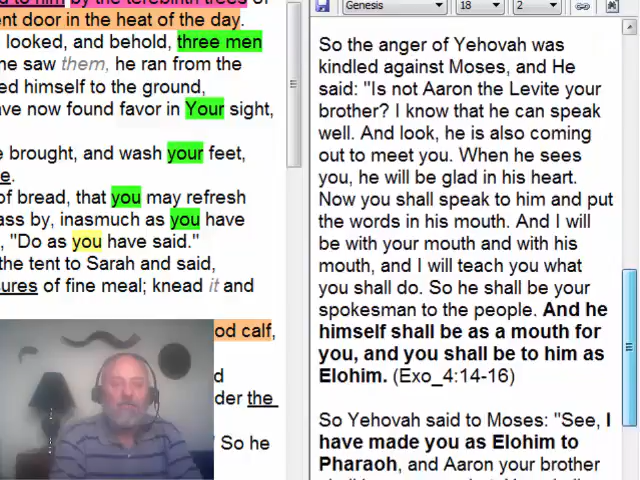 ed to him by the terebinth trees of
ent door in the heat of the day.
looked, and behold, three men
he saw them, he ran from the
ed himself to the ground,
ave now found favor in Your sight,
e brought, and wash your feet,
e.
of bread, that you may refresh
ass by, inasmuch as you have
, "Do as you have said."
the tent to Sarah and said,
sures of fine meal; knead it and
od calf,
d
der the
So he
Genesis
18
2
So the anger of Yehovah was
kindled against Moses, and He
said: "Is not Aaron the Levite your
brother? I know that he can speak
well. And look, he is also coming
out to meet you. When he sees
you, he will be glad in his heart.
Now you shall speak to him and put
the words in his mouth. And I will
be with your mouth and with his
mouth, and I will teach you what
you shall do. So he shall be your
spokesman to the people. And he
himself shall be as a mouth for
you, and you shall be to him as
Elohim. (Exo_4:14-16)
So Yehovah said to Moses: "See, I
have made you as Elohim to
Pharaoh, and Aaron your brother